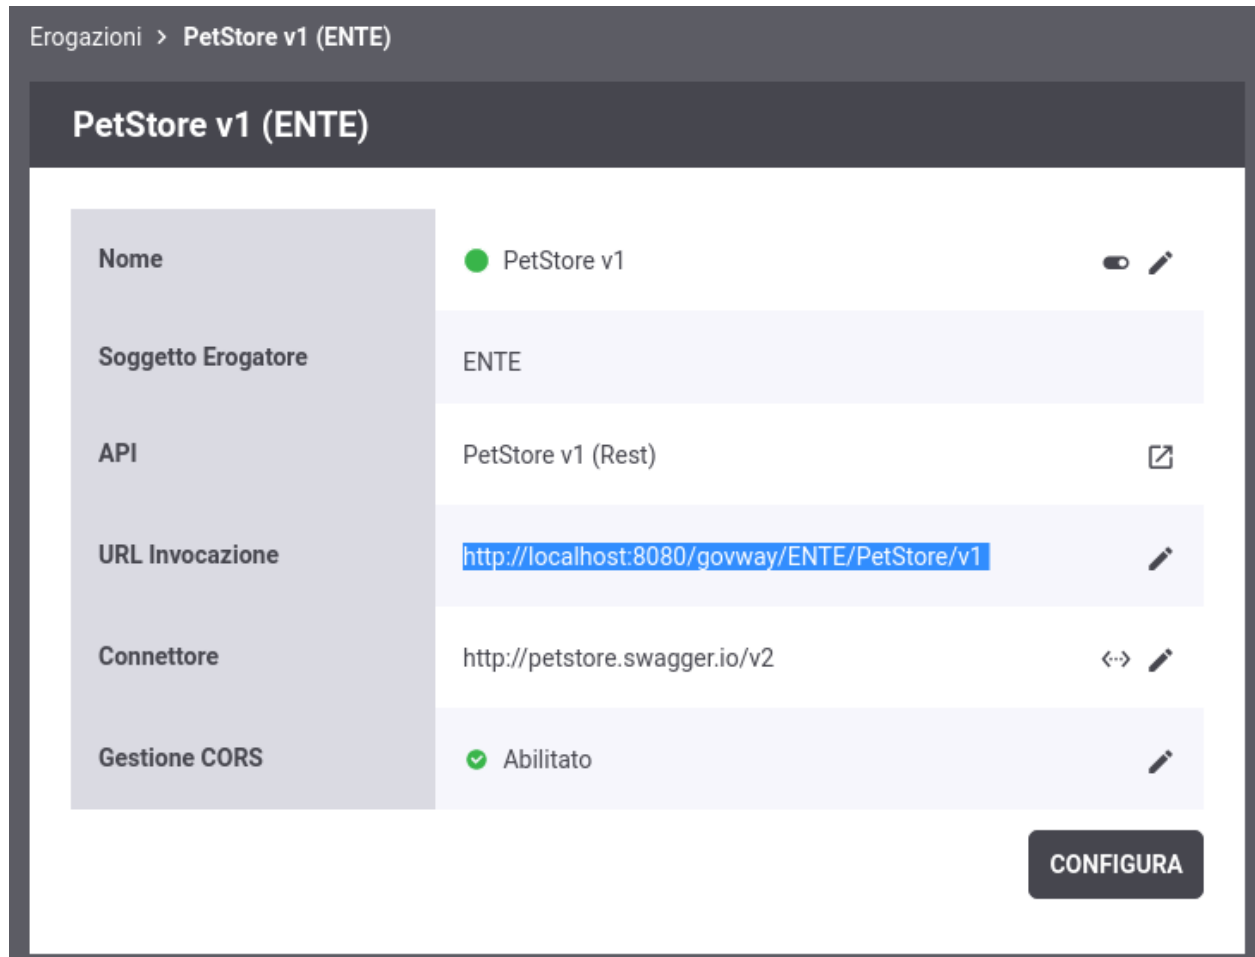 Erogazioni > PetStore v1 (ENTE)
PetStore v1 (ENTE)
Nome PetStore v1
Soggetto Erogatore ENTE
API PetStore v1 (Rest)
URL Invocazione http://localhost:8080/govway/ENTE/PetStore/v1
Connettore http://petstore.swagger.io/v2
Gestione CORS Abilitato
CONFIGURA